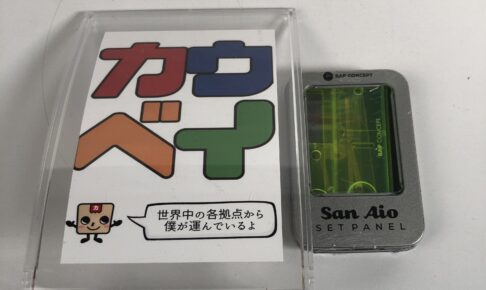 カウ
ベイ
カ
世界中の各拠点から
僕が運んでいるよ
RAP CONCEPT
San Aio
SET PANEL